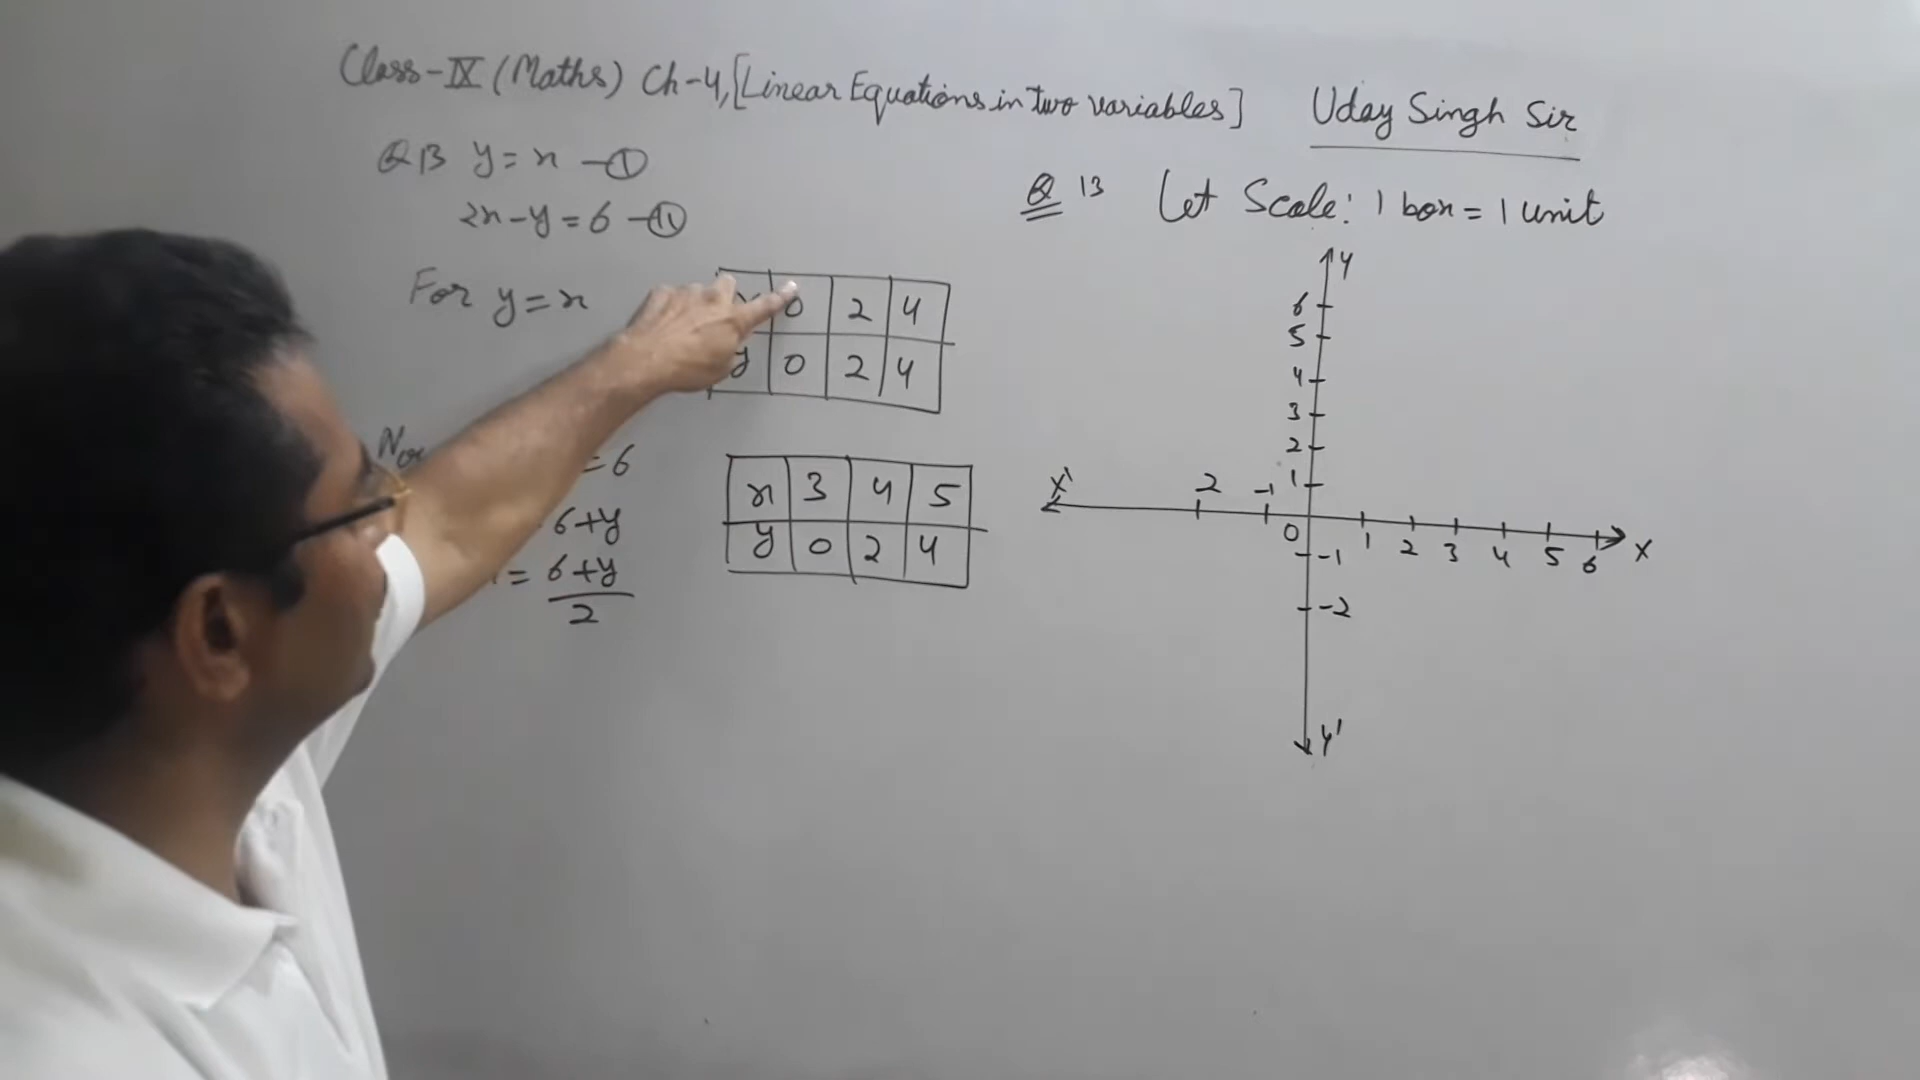 Class-IX (Maths) Ch-4, [Linear Equations in two variables]
Uday Singh Sir
Q13 y = x - (I)
2x - y = 6 - (II)
For y = x
0 2 4
y 0 2 4
= 6
6+y
= 6+y
2
x 3 4 5
y 0 2 4
Q 13 Let Scale: 1 box = 1 unit
Y
6
5
4
3
2
1
X' 2 -1 0 1 2 3 4 5 6 X
-1
-2
Y'